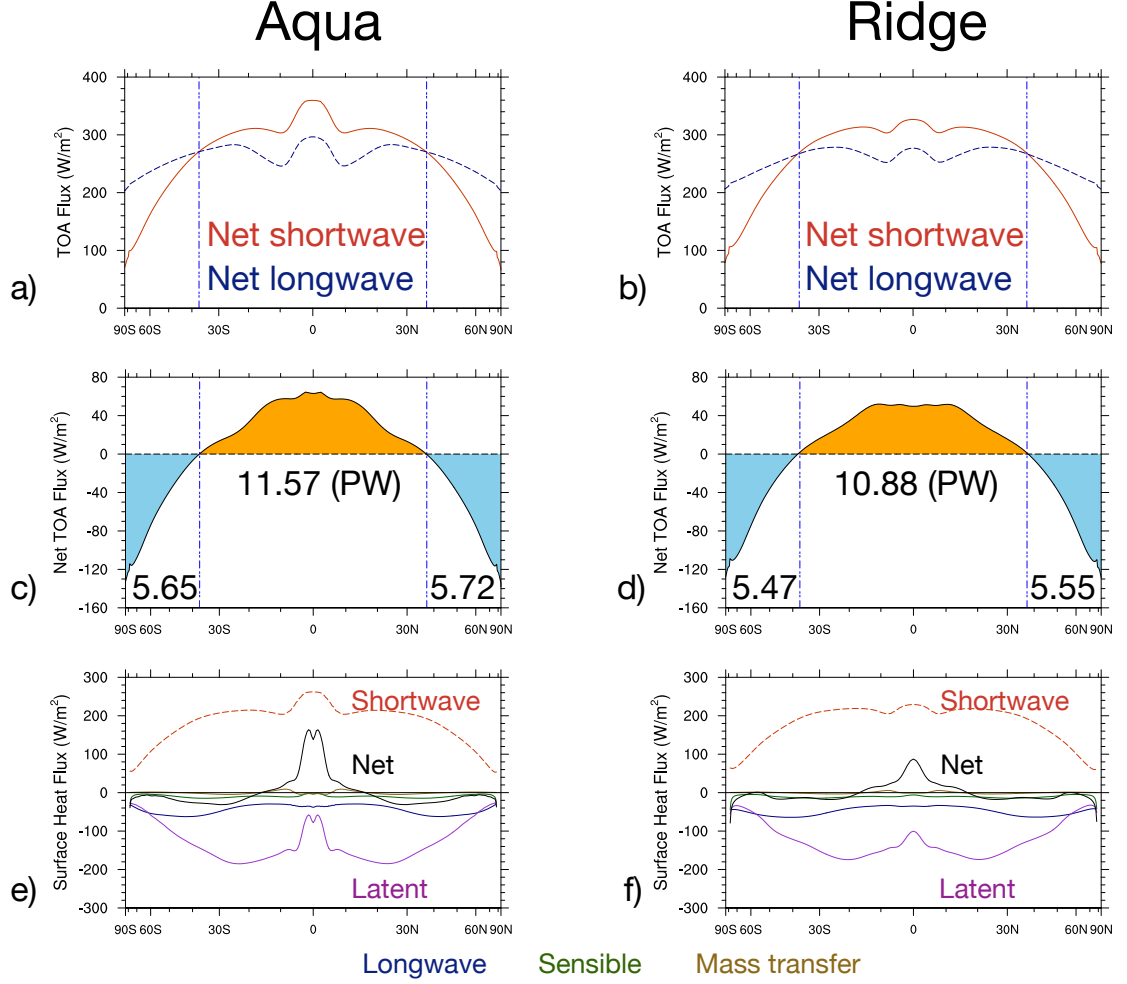 Aqua Ridge
400 400
300 300
200 200
100 100
0 0
TOA Flux (W/m²) TOA Flux (W/m²)
Net shortwave Net shortwave
Net longwave Net longwave
a) b)
90S 60S 30S 0 30N 60N 90N 90S 60S 30S 0 30N 60N 90N
80 80
40 40
0 0
-40 -40
-80 -80
-120 -120
-160 -160
Net TOA Flux (W/m²) Net TOA Flux (W/m²)
11.57 (PW) 10.88 (PW)
c) 5.65 5.72 d) 5.47 5.55
90S 60S 30S 0 30N 60N 90N 90S 60S 30S 0 30N 60N 90N
300 300
200 200
100 100
0 0
-100 -100
-200 -200
-300 -300
Surface Heat Flux (W/m²) Surface Heat Flux (W/m²)
Shortwave Shortwave
Net Net
e) Latent f) Latent
90S 60S 30S 0 30N 60N 90N 90S 60S 30S 0 30N 60N 90N
Longwave Sensible Mass transfer